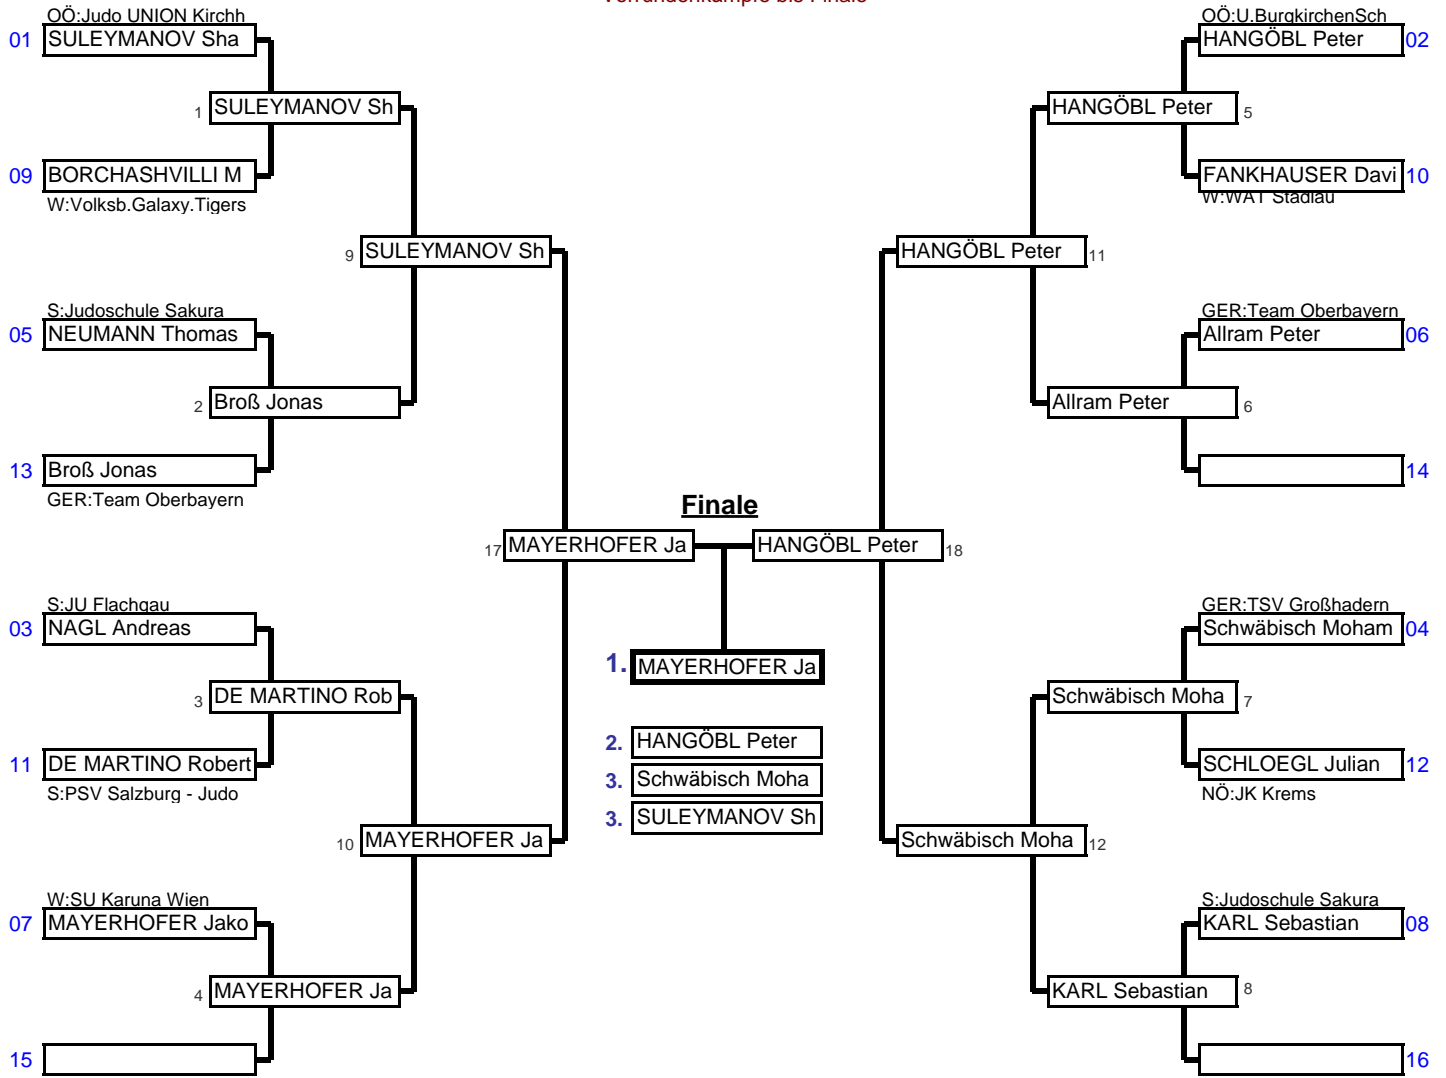 OÖ:Judo UNION Kirchh
01 SULEYMANOV Sha
1 SULEYMANOV Sh
09 BORCHASHVILLI M
W:Volksb.Galaxy.Tigers
9 SULEYMANOV Sh
S:Judoschule Sakura
05 NEUMANN Thomas
2 Broß Jonas
13 Broß Jonas
GER:Team Oberbayern
17 MAYERHOFER Ja
S:JU Flachgau
03 NAGL Andreas
3 DE MARTINO Rob
11 DE MARTINO Robert
S:PSV Salzburg - Judo
10 MAYERHOFER Ja
W:SU Karuna Wien
07 MAYERHOFER Jako
4 MAYERHOFER Ja
15
Vorrundenkämpfe bis Finale
Finale
1. MAYERHOFER Ja
2. HANGÖBL Peter
3. Schwäbisch Moha
3. SULEYMANOV Sh
OÖ:U.BurgkirchenSch
HANGÖBL Peter 02
HANGÖBL Peter 5
FANKHAUSER Davi 10
W:WAT Stadlau
HANGÖBL Peter 11
GER:Team Oberbayern
Allram Peter 06
Allram Peter 6
14
HANGÖBL Peter 18
GER:TSV Großhadern
Schwäbisch Moham 04
Schwäbisch Moha 7
SCHLOEGL Julian 12
NÖ:JK Krems
Schwäbisch Moha 12
S:Judoschule Sakura
KARL Sebastian 08
KARL Sebastian 8
16